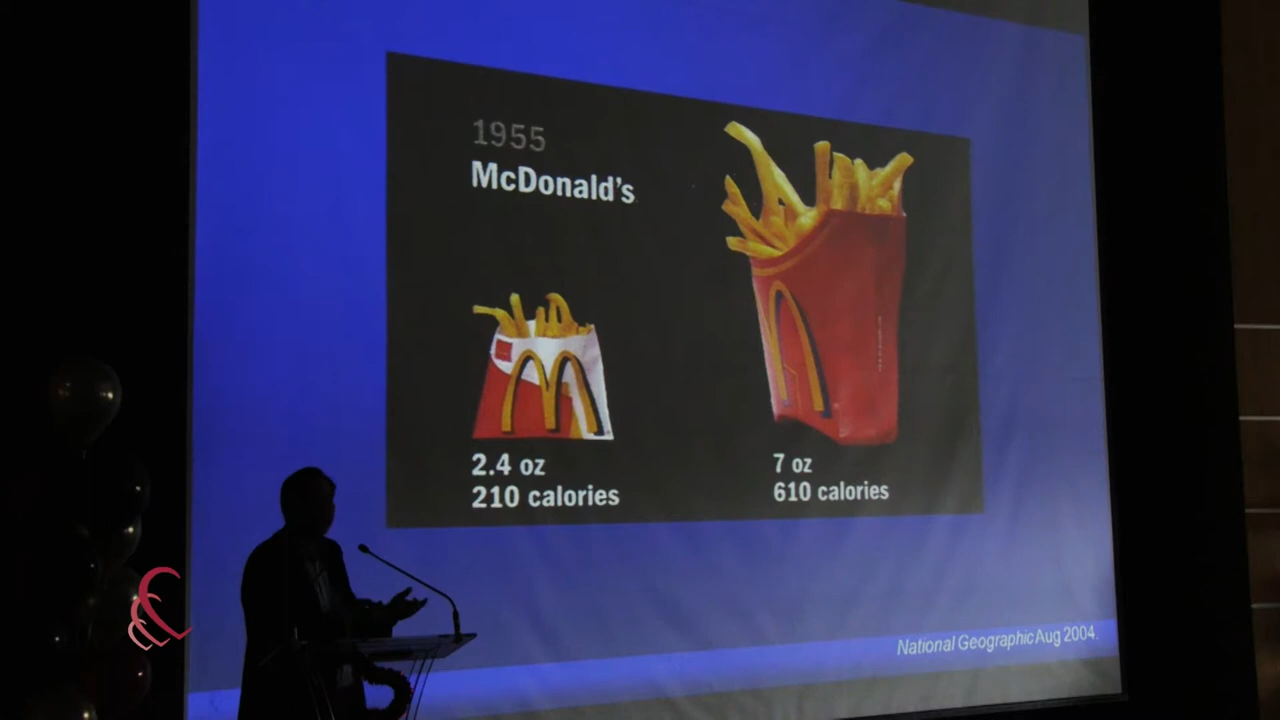 1955
McDonald's
2.4 oz
210 calories
7 oz
610 calories
National Geographic Aug 2004.